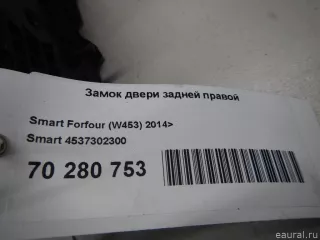 Замок двери задней правой
Smart Forfour (W453) 2014>
Smart 4537302300
70 280 753
eaural.ru